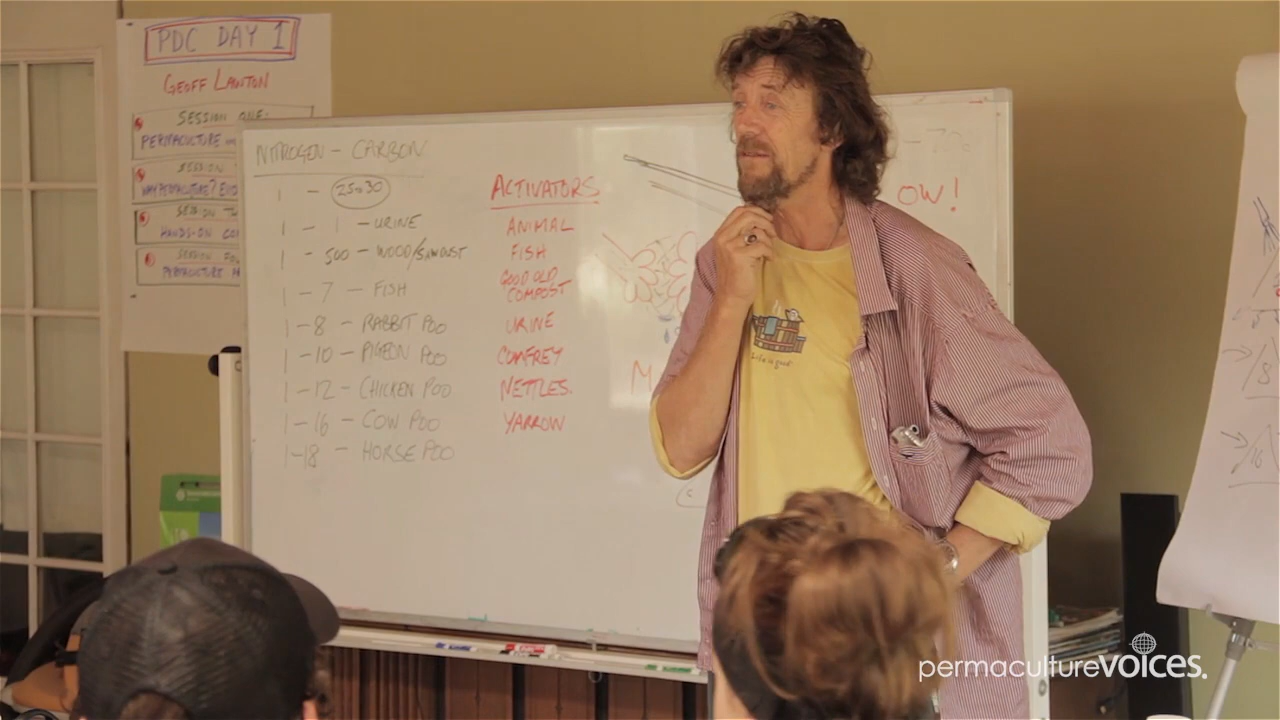 PDC DAY 1
GEOFF LAWTON
SESSION ONE:
PERMACULTURE
SESSION
WHY PERMACULTURE?
SESSION
HANDS-ON
SESSION
PERMACULTURE
NITROGEN - CARBON
1 - 25-30
1 - 1 - URINE
1 - 500 - WOOD/SAWDUST
1 - 7 - FISH
1-8 - RABBIT POO
1-10 - PIGEON POO
1-12 - CHICKEN POO
1-16 - COW POO
1-18 - HORSE POO
ACTIVATORS
ANIMAL
FISH
GOOD OLD
COMPOST
URINE
COMFREY
NETTLES.
YARROW
OW!
M
Life is good
permacultureVOICES.